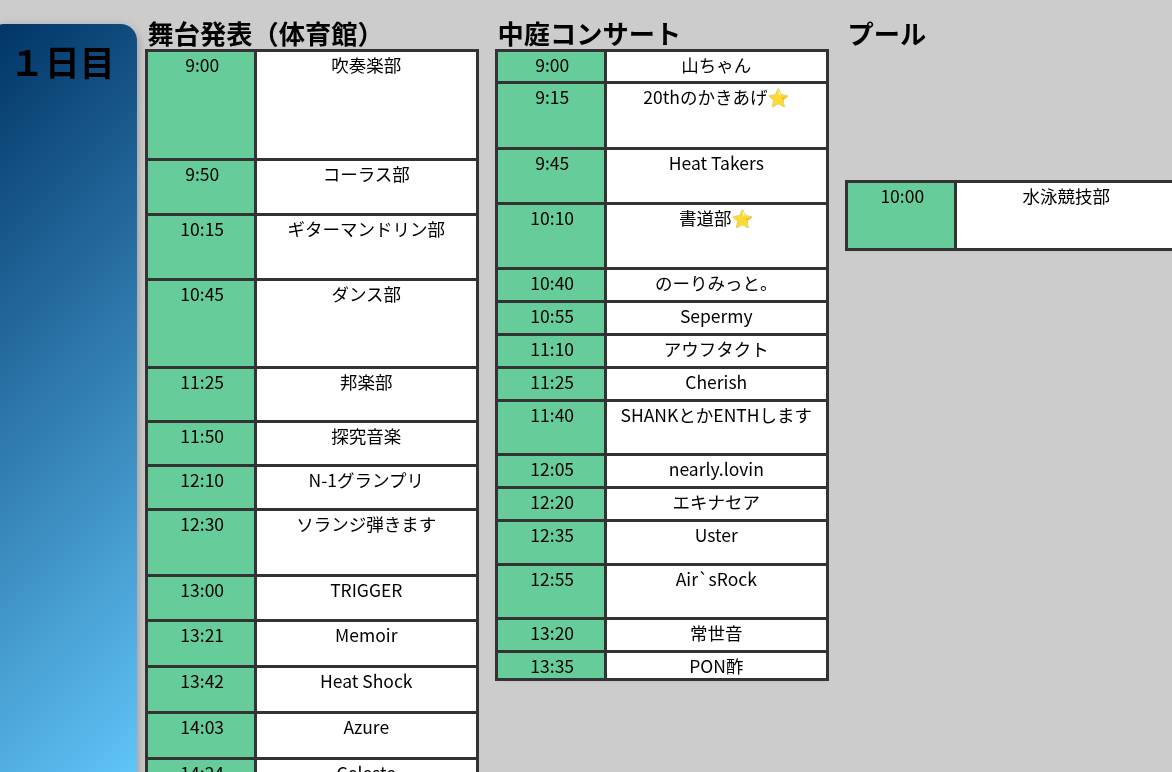 1日目
舞台発表（体育館）
9:00 吹奏楽部
9:50 コーラス部
10:15 ギターマンドリン部
10:45 ダンス部
11:25 邦楽部
11:50 探究音楽
12:10 N-1グランプリ
12:30 ソランジ弾きます
13:00 TRIGGER
13:21 Memoir
13:42 Heat Shock
14:03 Azure
14:24 Celeste
中庭コンサート
9:00 山ちゃん
9:15 20thのかきあげ⭐
9:45 Heat Takers
10:10 書道部⭐
10:40 のーりみっと。
10:55 Sepermy
11:10 アウフタクト
11:25 Cherish
11:40 SHANKとかENTHします
12:05 nearly.lovin
12:20 エキナセア
12:35 Uster
12:55 Air`sRock
13:20 常世音
13:35 PON酢
プール
10:00 水泳競技部